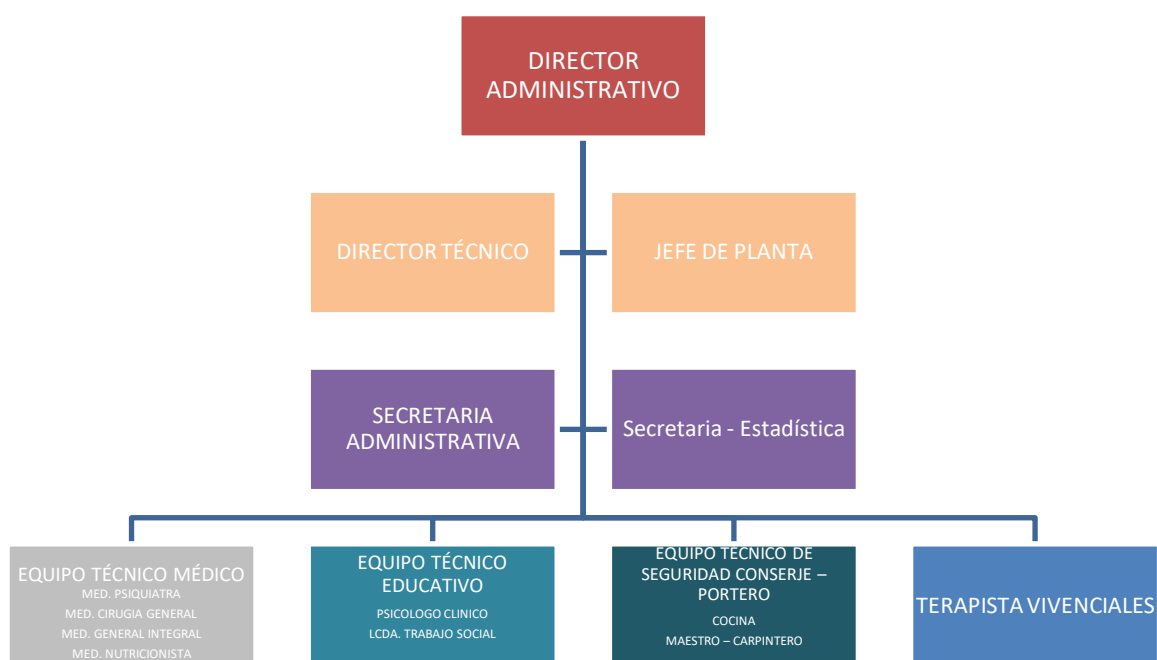 DIRECTOR
ADMINISTRATIVO
DIRECTOR TÉCNICO
JEFE DE PLANTA
SECRETARIA
ADMINISTRATIVA
Secretaria - Estadística
EQUIPO TÉCNICO MÉDICO
MED. PSIQUIATRA
MED. CIRUGIA GENERAL
MED. GENERAL INTEGRAL
MED. NUTRICIONISTA
EQUIPO TÉCNICO
EDUCATIVO
PSICOLOGO CLINICO
LCDA. TRABAJO SOCIAL
EQUIPO TÉCNICO DE
SEGURIDAD CONSERJE –
PORTERO
COCINA
MAESTRO – CARPINTERO
TERAPISTA VIVENCIALES